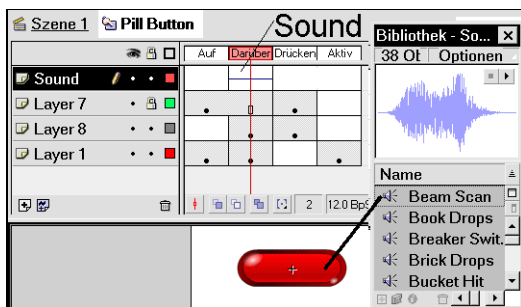 Szene 1 Pill Button
Sound
Bibliothek - So... ×
38 Ob Optionen
Auf Darüber Drücken Aktiv
Sound
Layer 7
Layer 8
Layer 1
2 12.0 BpS
Name
Beam Scan
Book Drops
Breaker Swit.
Brick Drops
Bucket Hit